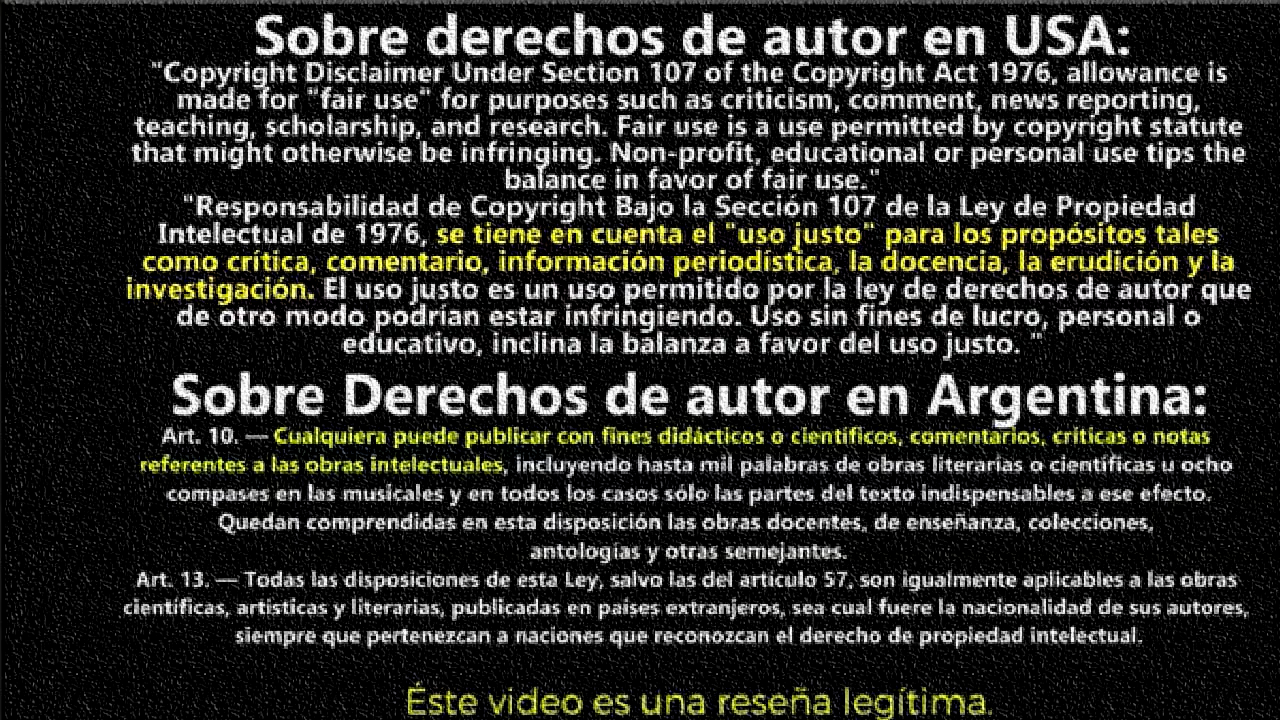 Sobre derechos de autor en USA:
"Copyright Disclaimer Under Section 107 of the Copyright Act 1976, allowance is
made for "fair use" for purposes such as criticism, comment, news reporting,
teaching, scholarship, and research. Fair use is a use permitted by copyright statute
that might otherwise be infringing. Non-profit, educational or personal use tips the
balance in favor of fair use."
"Responsabilidad de Copyright Bajo la Sección 107 de la Ley de Propiedad
Intelectual de 1976, se tiene en cuenta el "uso justo" para los propósitos tales
como crítica, comentario, información periodística, la docencia, la erudición y la
investigación. El uso justo es un uso permitido por la ley de derechos de autor que
de otro modo podrían estar infringiendo. Uso sin fines de lucro, personal o
educativo, inclina la balanza a favor del uso justo. "
Sobre Derechos de autor en Argentina:
Art. 10. — Cualquiera puede publicar con fines didácticos o científicos, comentarios, críticas o notas
referentes a las obras intelectuales, incluyendo hasta mil palabras de obras literarias o científicas u ocho
compases en las musicales y en todos los casos sólo las partes del texto indispensables a ese efecto.
Quedan comprendidas en esta disposición las obras docentes, de enseñanza, colecciones,
antologías y otras semejantes.
Art. 13. — Todas las disposiciones de esta Ley, salvo las del artículo 57, son igualmente aplicables a las obras
científicas, artísticas y literarias, publicadas en países extranjeros, sea cual fuere la nacionalidad de sus autores,
siempre que pertenezcan a naciones que reconozcan el derecho de propiedad intelectual.
Éste video es una reseña legítima.